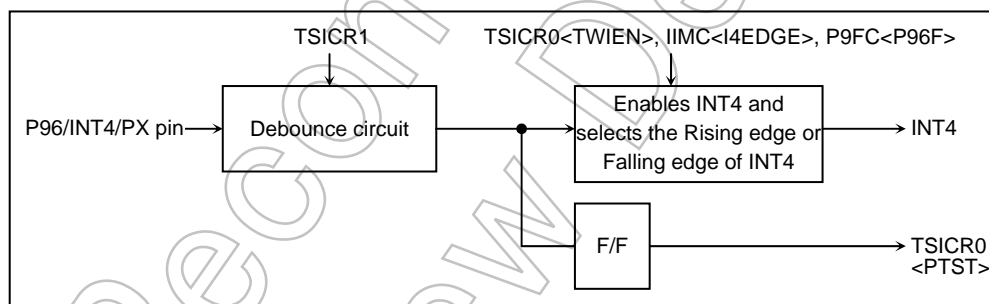 TSICR1
TSICR0<TWIEN>, IIMC<I4EDGE>, P9FC<P96F>
P96/INT4/PX pin
Debounce circuit
Enables INT4 and
selects the Rising edge or
Falling edge of INT4
INT4
F/F
TSICR0
<PTST>